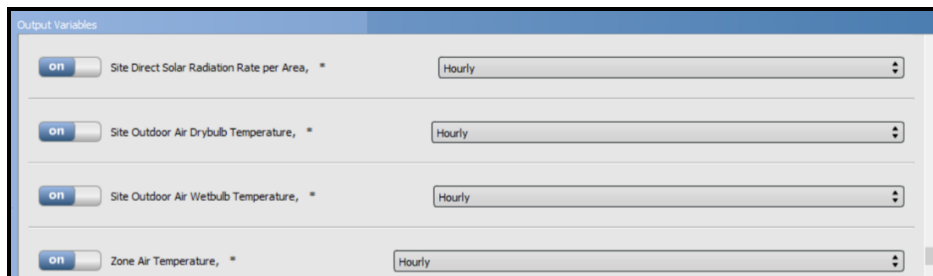 Output Variables
on Site Direct Solar Radiation Rate per Area, * Hourly
on Site Outdoor Air Drybulb Temperature, * Hourly
on Site Outdoor Air Wetbulb Temperature, * Hourly
on Zone Air Temperature, * Hourly